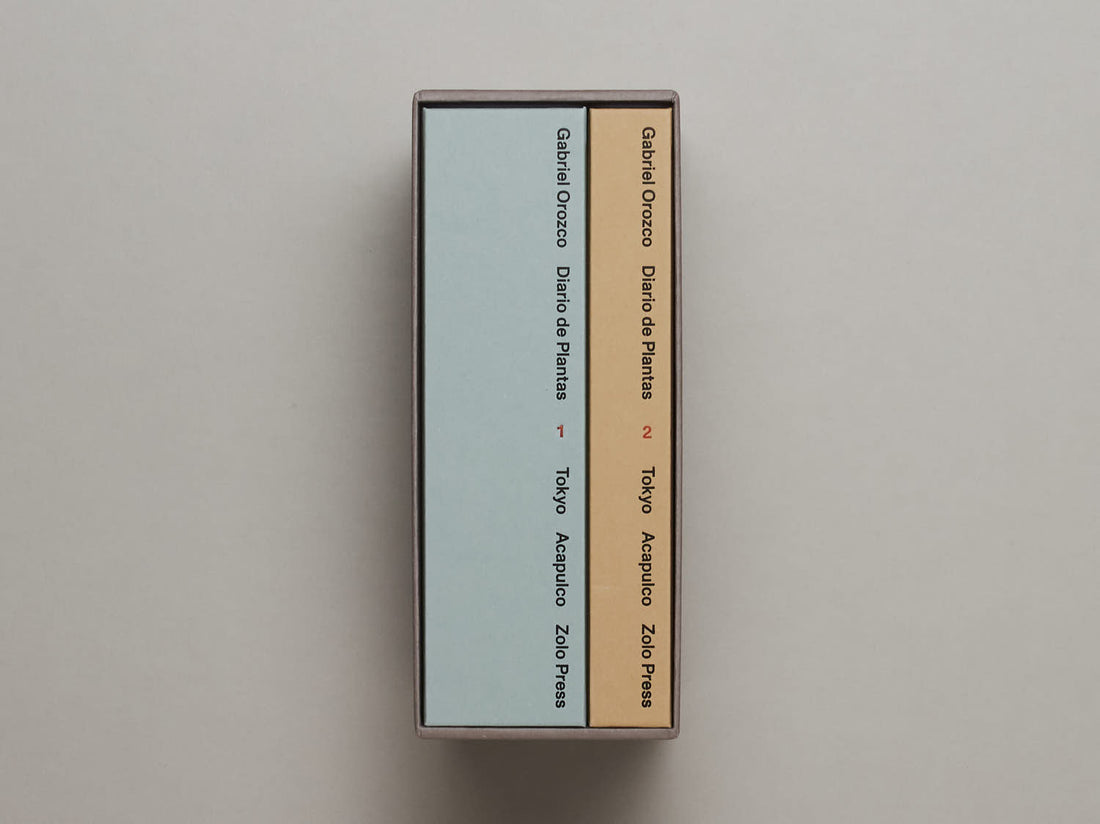 Gabriel Orozco Diario de Plantas 1 Tokyo Acapulco Zolo Press
Gabriel Orozco Diario de Plantas 2 Tokyo Acapulco Zolo Press